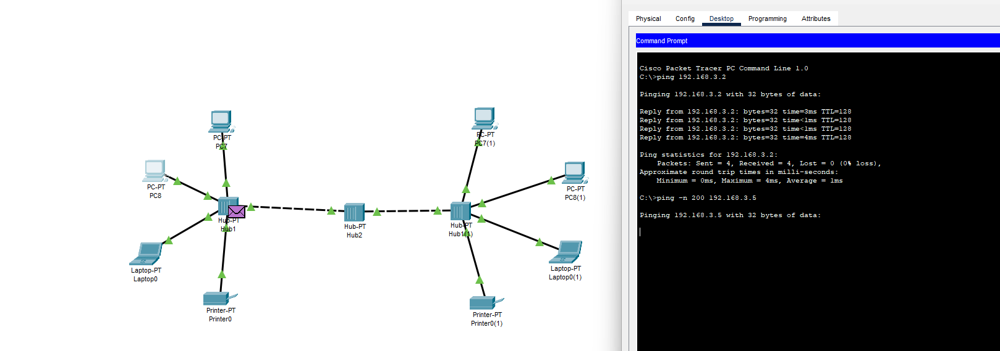 PC-PT
PC7
PC-PT
PC8
Hub-PT
Hub1
Laptop-PT
Laptop0
Printer-PT
Printer0
Hub-PT
Hub2
PC-PT
PC7(1)
PC-PT
PC8(1)
Hub-PT
Hub1(1)
Laptop-PT
Laptop0(1)
Printer-PT
Printer0(1)
Physical Config Desktop Programming Attributes
Command Prompt
Cisco Packet Tracer PC Command Line 1.0
C:\>ping 192.168.3.2
Pinging 192.168.3.2 with 32 bytes of data:
Reply from 192.168.3.2: bytes=32 time=3ms TTL=128
Reply from 192.168.3.2: bytes=32 time<1ms TTL=128
Reply from 192.168.3.2: bytes=32 time<1ms TTL=128
Reply from 192.168.3.2: bytes=32 time=4ms TTL=128
Ping statistics for 192.168.3.2:
Packets: Sent = 4, Received = 4, Lost = 0 (0% loss),
Approximate round trip times in milli-seconds:
Minimum = 0ms, Maximum = 4ms, Average = 1ms
C:\>ping -n 200 192.168.3.5
Pinging 192.168.3.5 with 32 bytes of data: